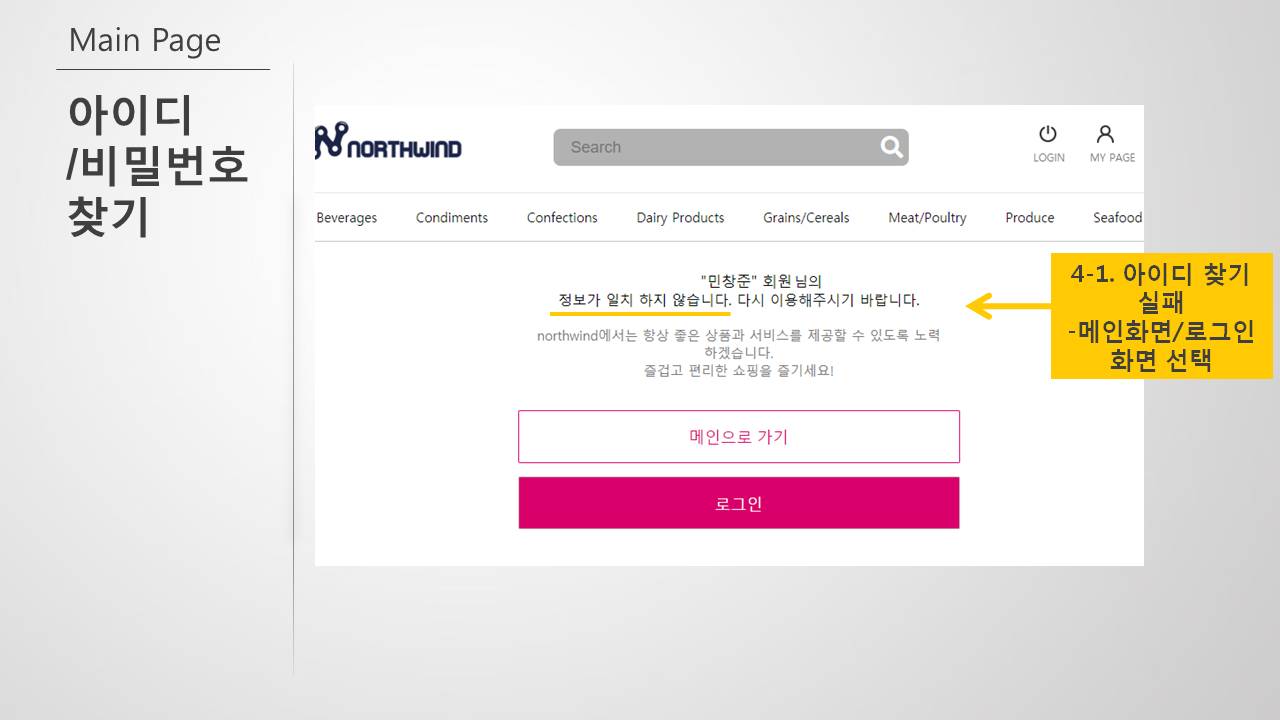 Main Page
아이디
/비밀번호
찾기
NORTHWIND
Search
LOGIN
MY PAGE
Beverages Condiments Confections Dairy Products Grains/Cereals Meat/Poultry Produce Seafood
"민창준" 회원 님의
정보가 일치 하지 않습니다. 다시 이용해주시기 바랍니다.
northwind에서는 항상 좋은 상품과 서비스를 제공할 수 있도록 노력
하겠습니다.
즐겁고 편리한 쇼핑을 즐기세요!
메인으로 가기
로그인
4-1. 아이디 찾기
실패
-메인화면/로그인
화면 선택